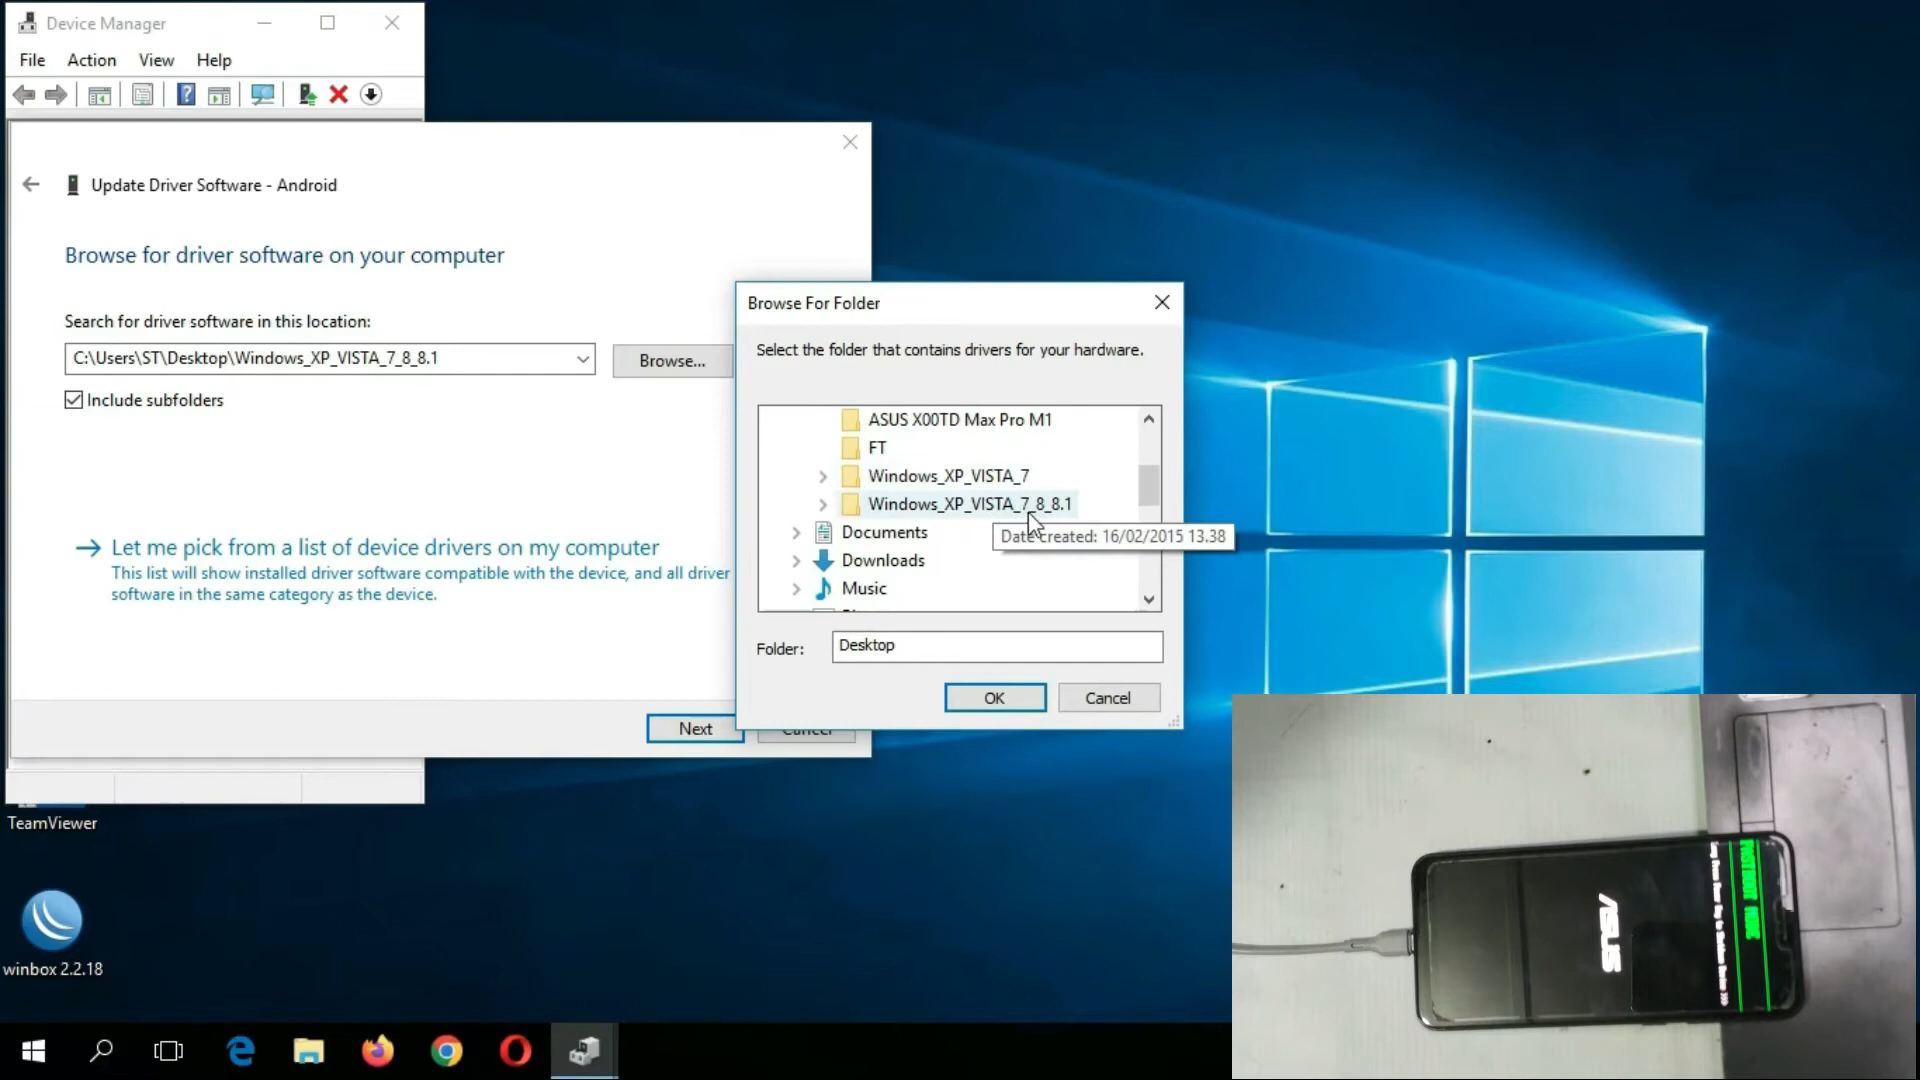 Device Manager
File Action View Help
Update Driver Software - Android
Browse for driver software on your computer
Search for driver software in this location:
C:\Users\ST\Desktop\Windows_XP_VISTA_7_8_8.1
Browse...
Include subfolders
Let me pick from a list of device drivers on my computer
This list will show installed driver software compatible with the device, and all driver
software in the same category as the device.
Next
Cancel
Browse For Folder
Select the folder that contains drivers for your hardware.
ASUS X00TD Max Pro M1
FT
Windows_XP_VISTA_7
Windows_XP_VISTA_7_8_8.1
Documents
Date created: 16/02/2015 13.38
Downloads
Music
Folder:
Desktop
OK
Cancel
TeamViewer
winbox 2.2.18
FASTBOOT MODE
ASUS